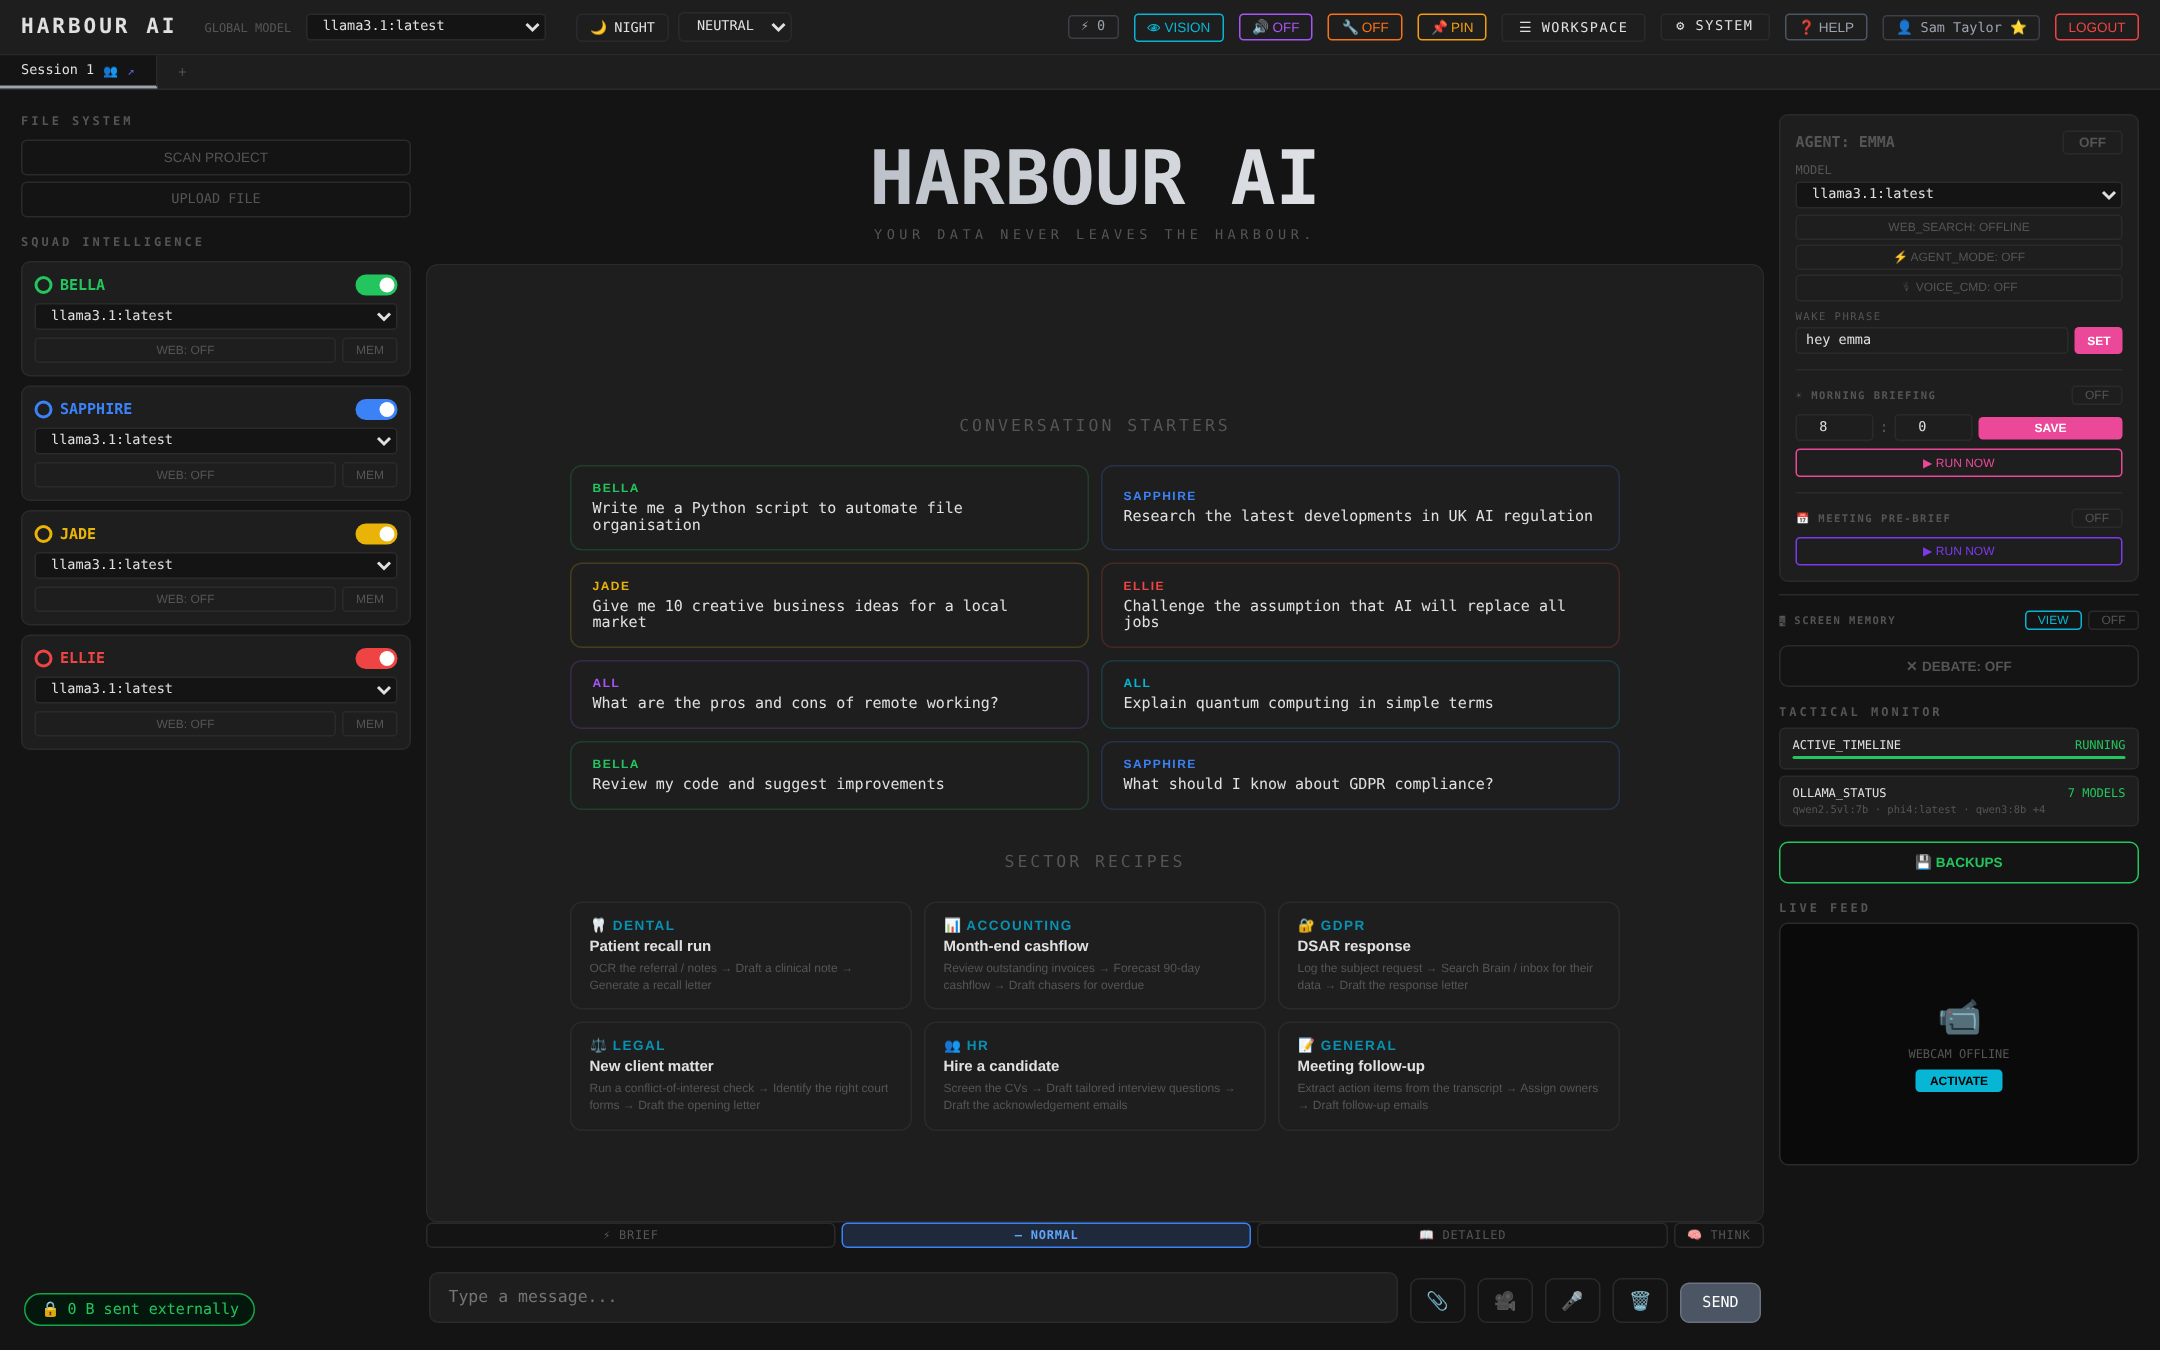 HARBOUR AI
GLOBAL MODEL
llama3.1:latest
🌙 NIGHT
NEUTRAL
⚡ 0
👁 VISION
🔊 OFF
🔧 OFF
📌 PIN
☰ WORKSPACE
⚙ SYSTEM
❓ HELP
👤 Sam Taylor ⭐
LOGOUT
Session 1 👥 ↗
+
FILE SYSTEM
SCAN PROJECT
UPLOAD FILE
SQUAD INTELLIGENCE
BELLA
llama3.1:latest
WEB: OFF
MEM
SAPPHIRE
llama3.1:latest
WEB: OFF
MEM
JADE
llama3.1:latest
WEB: OFF
MEM
ELLIE
llama3.1:latest
WEB: OFF
MEM
🔒 0 B sent externally
HARBOUR AI
YOUR DATA NEVER LEAVES THE HARBOUR.
CONVERSATION STARTERS
BELLA
Write me a Python script to automate file
organisation
SAPPHIRE
Research the latest developments in UK AI regulation
JADE
Give me 10 creative business ideas for a local
market
ELLIE
Challenge the assumption that AI will replace all
jobs
ALL
What are the pros and cons of remote working?
ALL
Explain quantum computing in simple terms
BELLA
Review my code and suggest improvements
SAPPHIRE
What should I know about GDPR compliance?
SECTOR RECIPES
🦷 DENTAL
Patient recall run
OCR the referral / notes → Draft a clinical note →
Generate a recall letter
📊 ACCOUNTING
Month-end cashflow
Review outstanding invoices → Forecast 90-day
cashflow → Draft chasers for overdue
🔐 GDPR
DSAR response
Log the subject request → Search Brain / inbox for their
data → Draft the response letter
⚖️ LEGAL
New client matter
Run a conflict-of-interest check → Identify the right court
forms → Draft the opening letter
👥 HR
Hire a candidate
Screen the CVs → Draft tailored interview questions →
Draft the acknowledgement emails
📝 GENERAL
Meeting follow-up
Extract action items from the transcript → Assign owners
→ Draft follow-up emails
⚡ BRIEF
— NORMAL
📖 DETAILED
🧠 THINK
Type a message...
SEND
AGENT: EMMA
OFF
MODEL
llama3.1:latest
WEB_SEARCH: OFFLINE
⚡ AGENT_MODE: OFF
🎙 VOICE_CMD: OFF
WAKE PHRASE
hey emma
SET
☀ MORNING BRIEFING
OFF
8 : 0
SAVE
▶ RUN NOW
📅 MEETING PRE-BRIEF
OFF
▶ RUN NOW
SCREEN MEMORY
VIEW
OFF
✕ DEBATE: OFF
TACTICAL MONITOR
ACTIVE_TIMELINE
RUNNING
OLLAMA_STATUS
7 MODELS
qwen2.5vl:7b · phi4:latest · qwen3:8b +4
💾 BACKUPS
LIVE FEED
WEBCAM OFFLINE
ACTIVATE